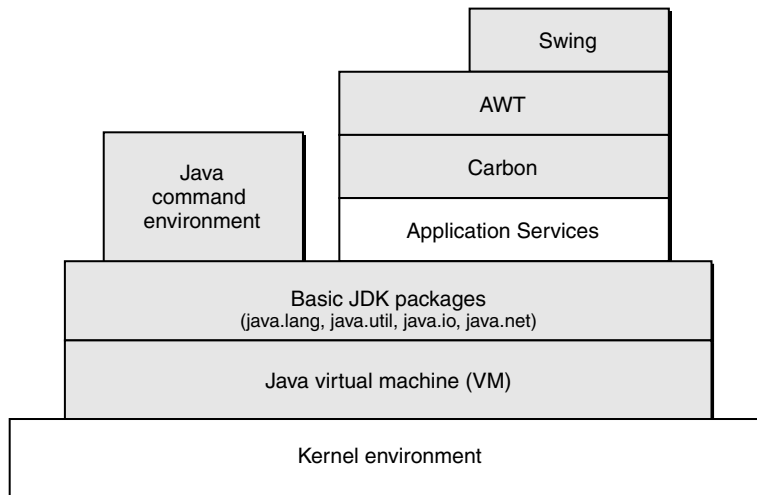 Swing
AWT
Carbon
Application Services
Java
command
environment
Basic JDK packages
(java.lang, java.util, java.io, java.net)
Java virtual machine (VM)
Kernel environment